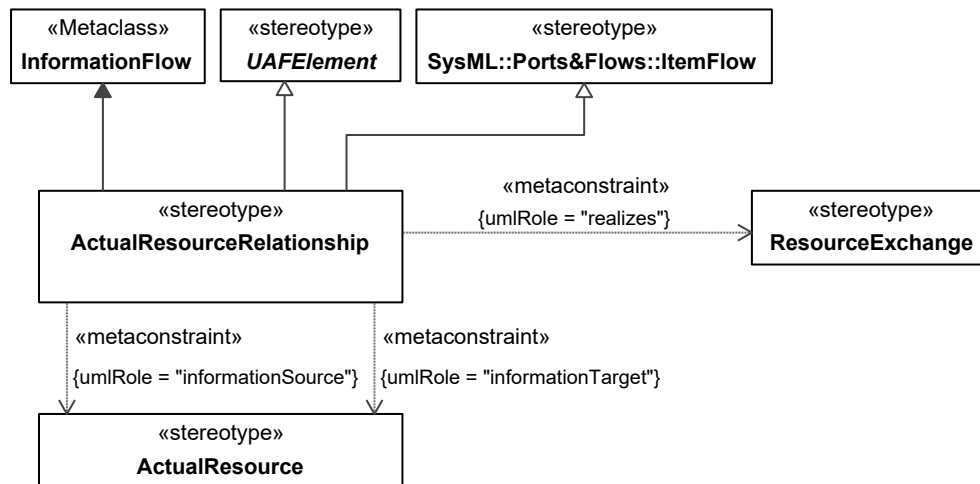 «Metaclass»
InformationFlow
«stereotype»
UAFElement
«stereotype»
SysML::Ports&Flows::ItemFlow
«stereotype»
ActualResourceRelationship
«metaconstraint»
{umlRole = "realizes"}
«stereotype»
ResourceExchange
«metaconstraint»
{umlRole = "informationSource"}
«metaconstraint»
{umlRole = "informationTarget"}
«stereotype»
ActualResource